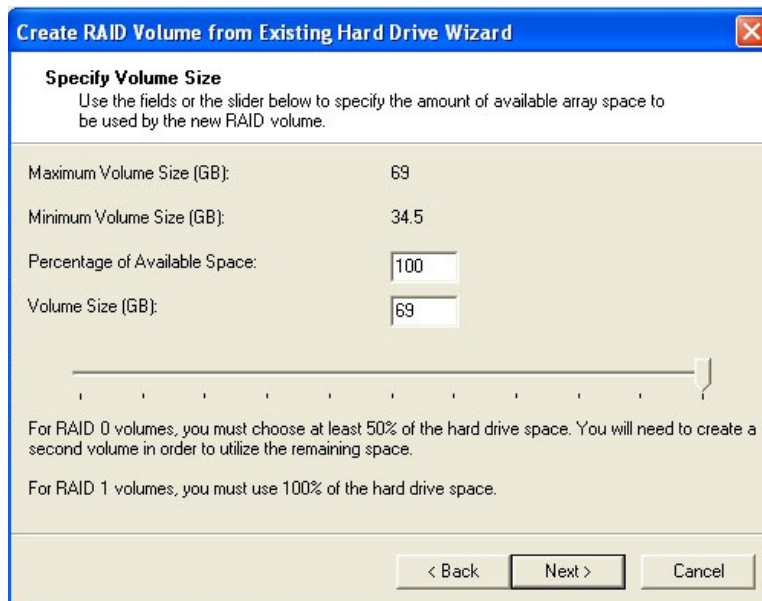 Create RAID Volume from Existing Hard Drive Wizard
Specify Volume Size
Use the fields or the slider below to specify the amount of available array space to
be used by the new RAID volume.
Maximum Volume Size (GB): 69
Minimum Volume Size (GB): 34.5
Percentage of Available Space: 100
Volume Size (GB): 69
For RAID 0 volumes, you must choose at least 50% of the hard drive space. You will need to create a
second volume in order to utilize the remaining space.
For RAID 1 volumes, you must use 100% of the hard drive space.
< Back Next > Cancel